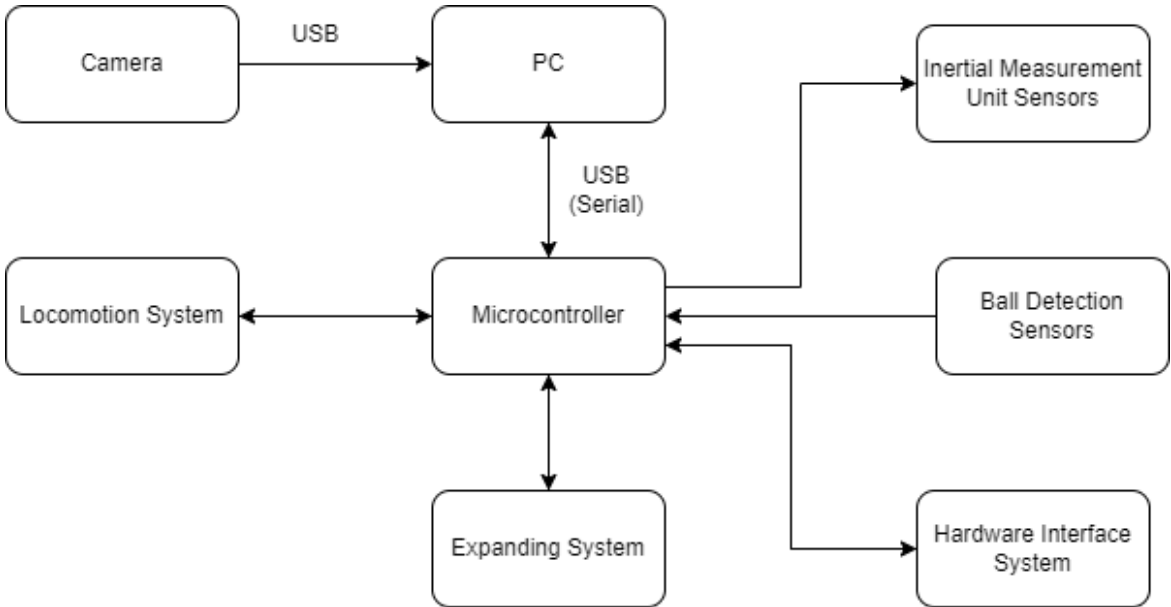 Camera
USB
PC
Inertial Measurement
Unit Sensors
USB
(Serial)
Locomotion System
Microcontroller
Ball Detection
Sensors
Expanding System
Hardware Interface
System